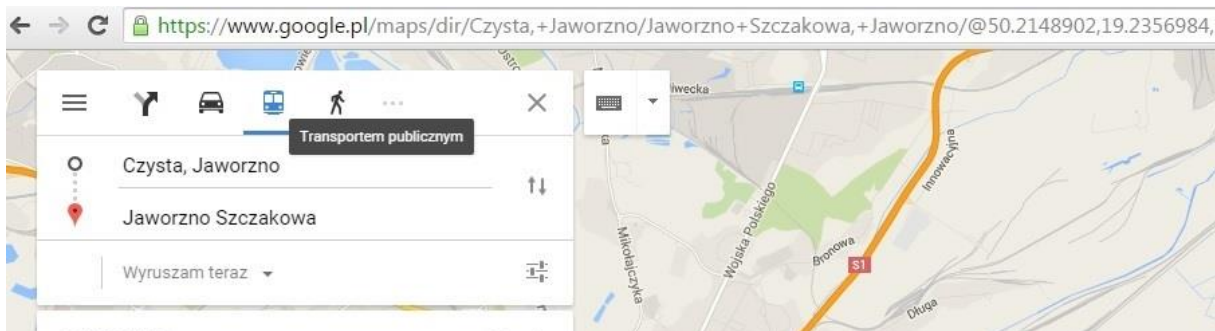 https://www.google.pl/maps/dir/Czysta,+Jaworzno/Jaworzno+Szczakowa,+Jaworzno/@50.2148902,19.2356984,
Transportem publicznym
Czysta, Jaworzno
Jaworzno Szczakowa
Wyruszam teraz
iwecka
Innowacyjna
Wojska Polskiego
Mikołajczyka
Bronowa
S1
Długa